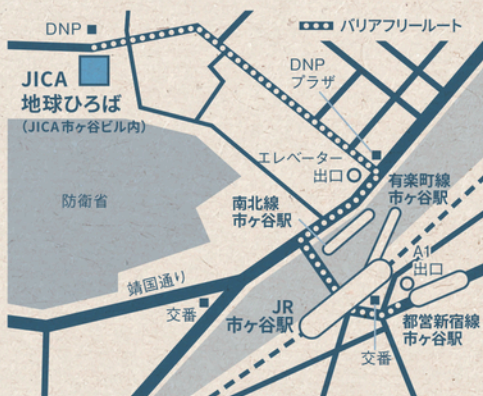 バリアフリールート
DNP
JICA
地球ひろば
(JICA市ヶ谷ビル内)
DNP
プラザ
エレベーター
出口
有楽町線
市ヶ谷駅
防衛省
南北線
市ヶ谷駅
A1
出口
靖国通り
交番
JR
市ヶ谷駅
都営新宿線
市ヶ谷駅
交番